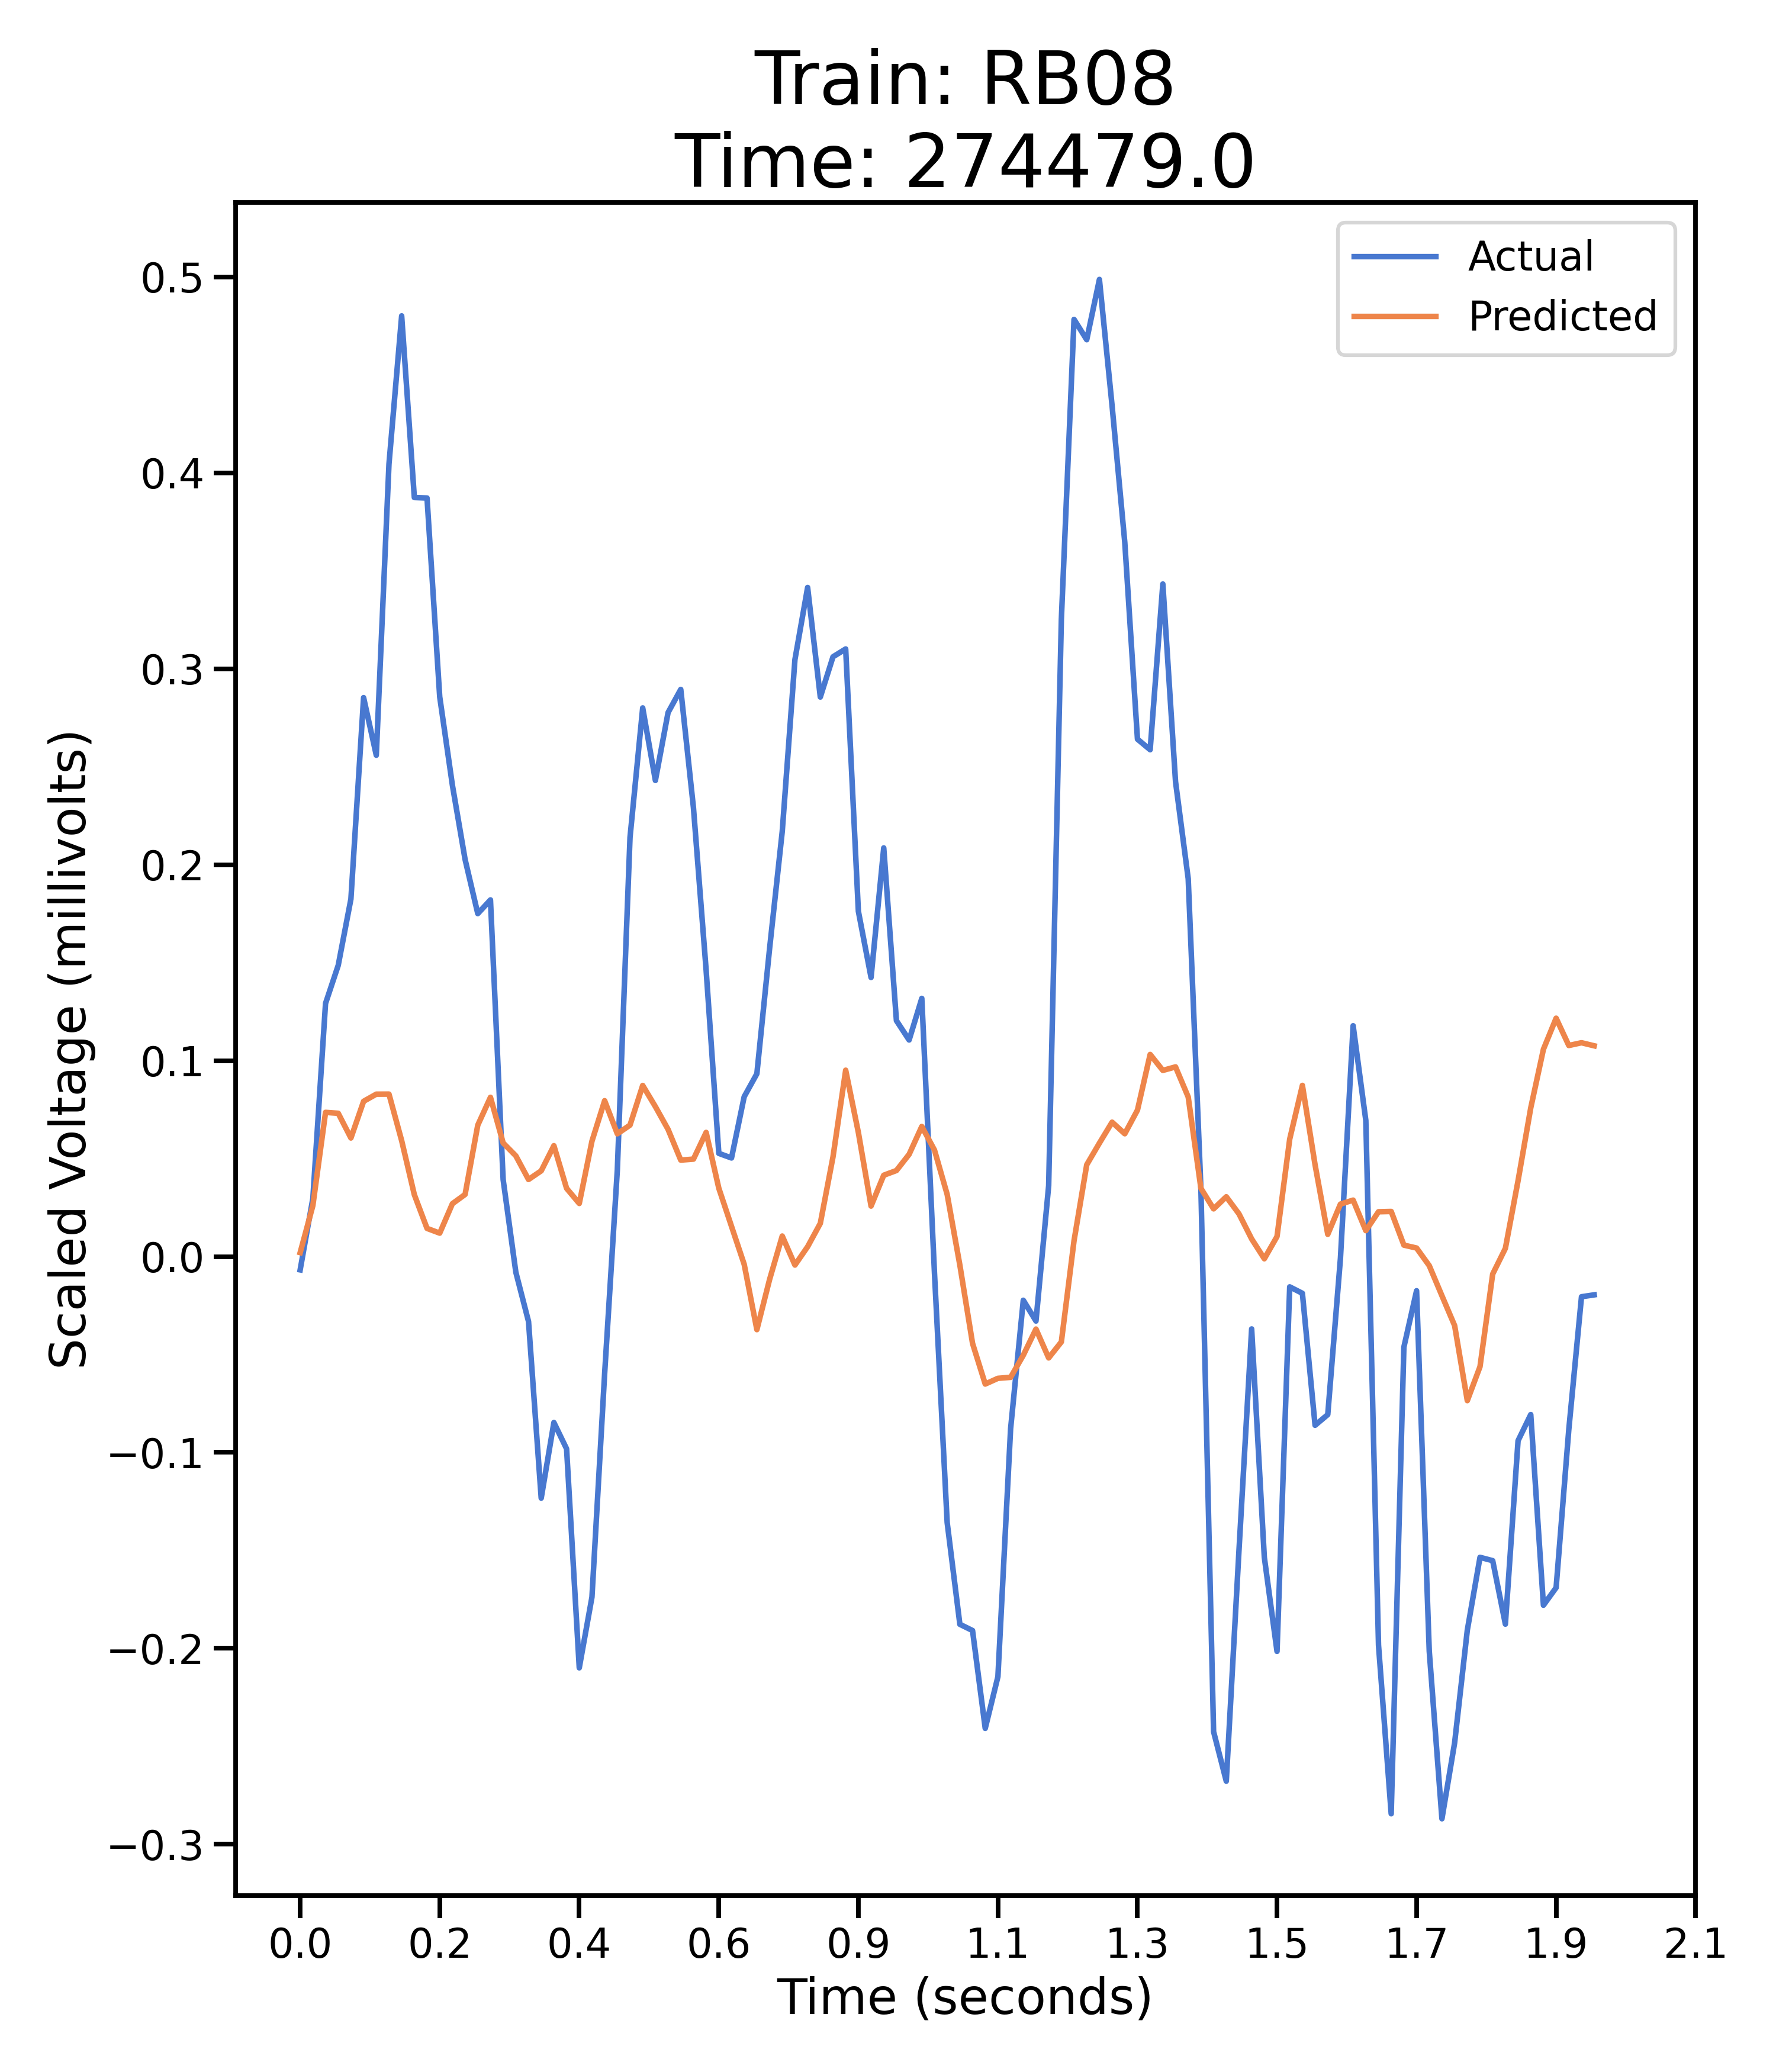 Train: RB08
Time: 274479.0
Actual
Predicted
Scaled Voltage (millivolts)
0.5
0.4
0.3
0.2
0.1
0.0
−0.1
−0.2
−0.3
0.0 0.2 0.4 0.6 0.9 1.1 1.3 1.5 1.7 1.9 2.1
Time (seconds)